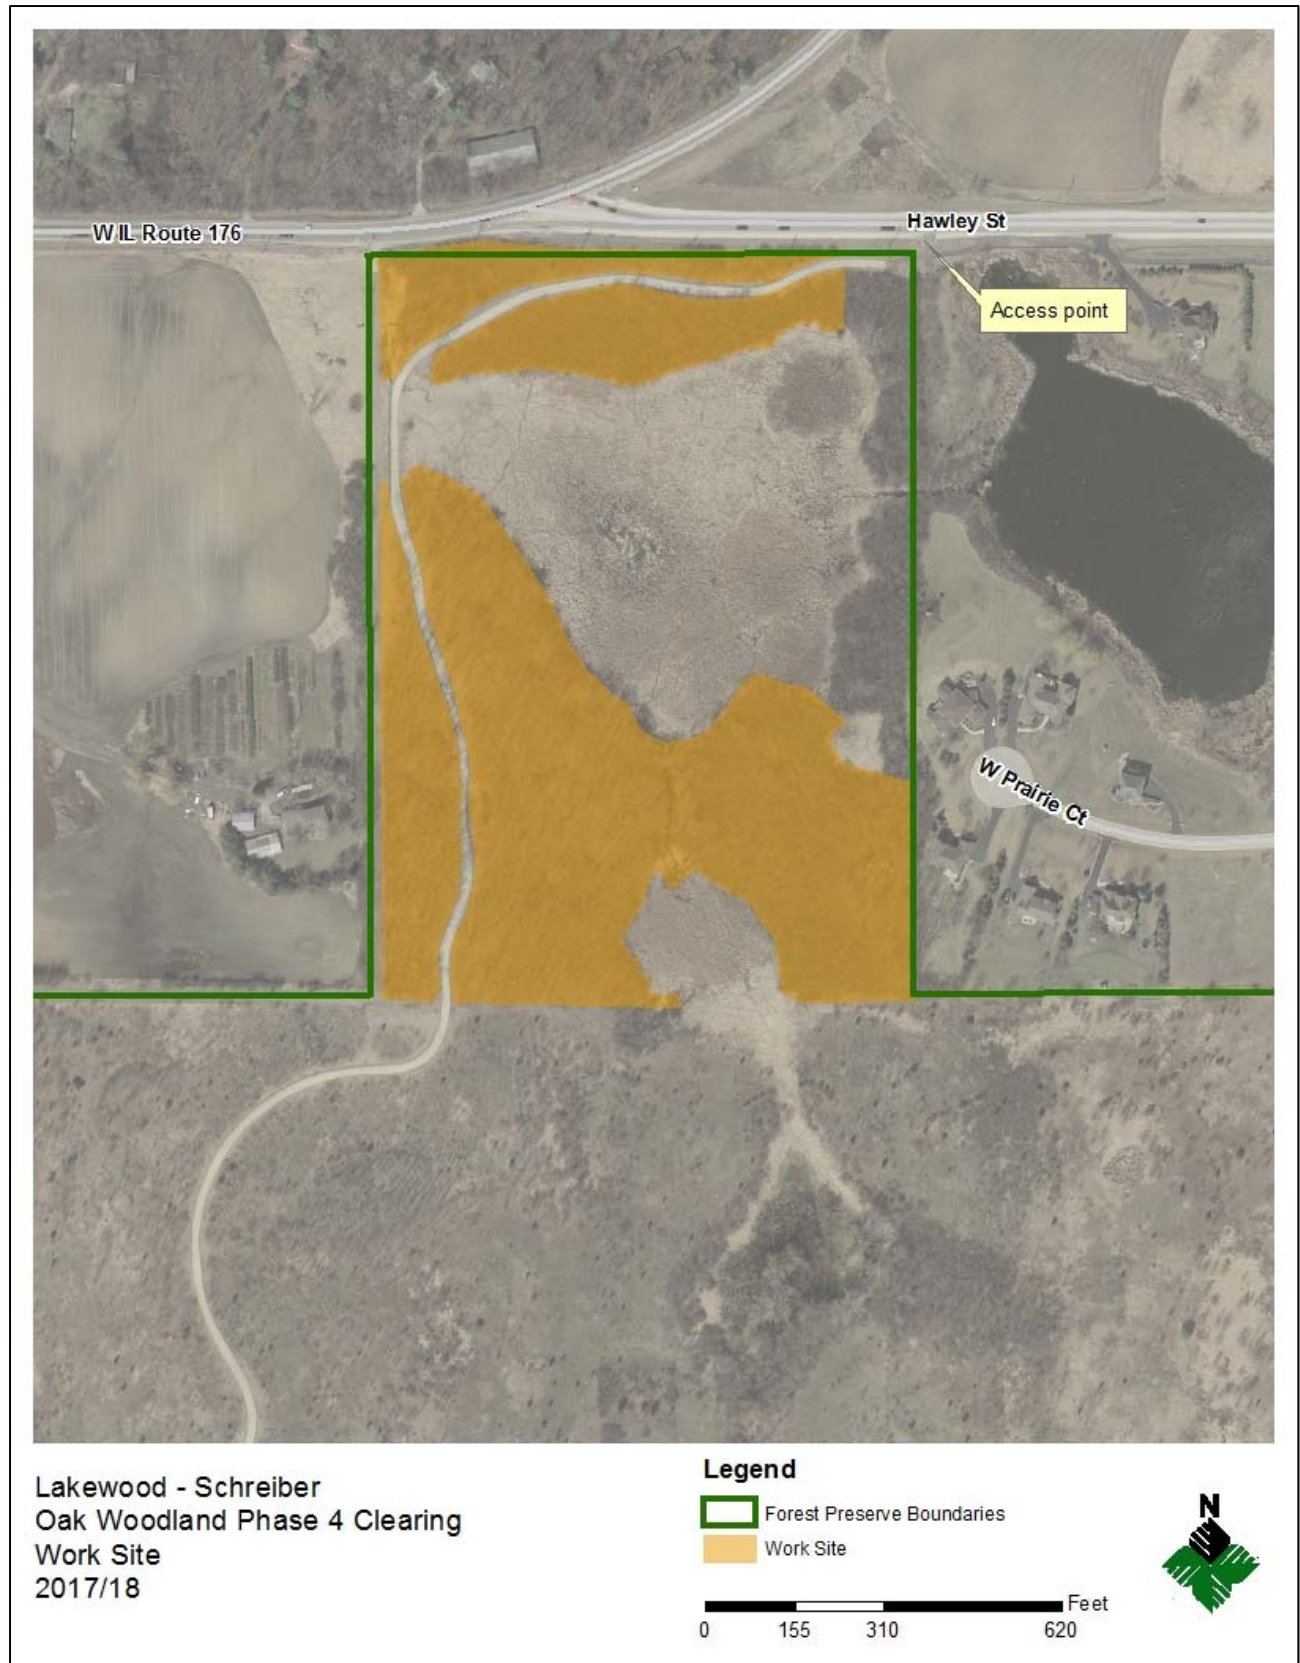 W IL Route 176
Hawley St
Access point
W Prairie Ct
Lakewood - Schreiber
Oak Woodland Phase 4 Clearing
Work Site
2017/18
Legend
Forest Preserve Boundaries
Work Site
Feet
0 155 310 620
N